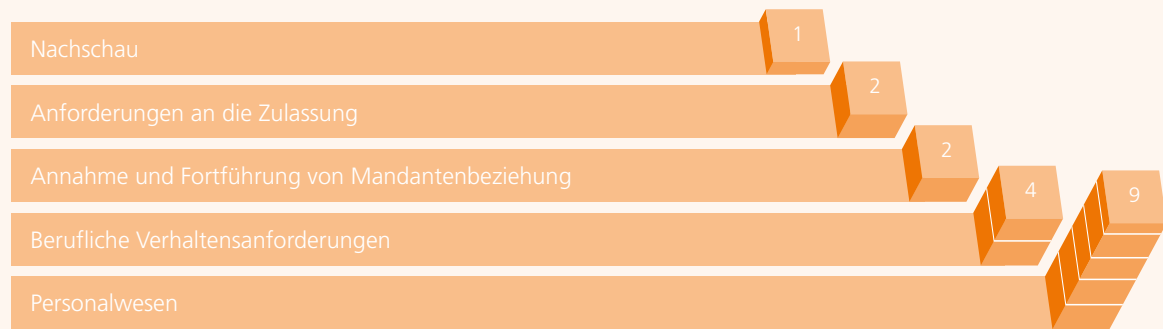 Nachschau
1
Anforderungen an die Zulassung
2
Annahme und Fortführung von Mandantenbeziehung
2
Berufliche Verhaltensanforderungen
4
Personalwesen
9